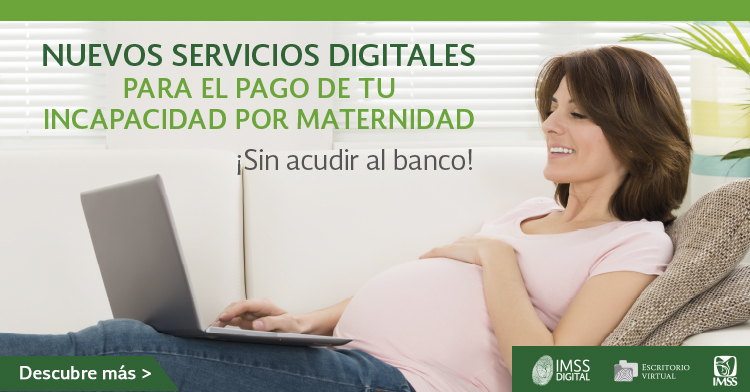 NUEVOS SERVICIOS DIGITALES
PARA EL PAGO DE TU
INCAPACIDAD POR MATERNIDAD
¡Sin acudir al banco!
Descubre más >
IMSS
DIGITAL
ESCRITORIO
VIRTUAL
IMSS